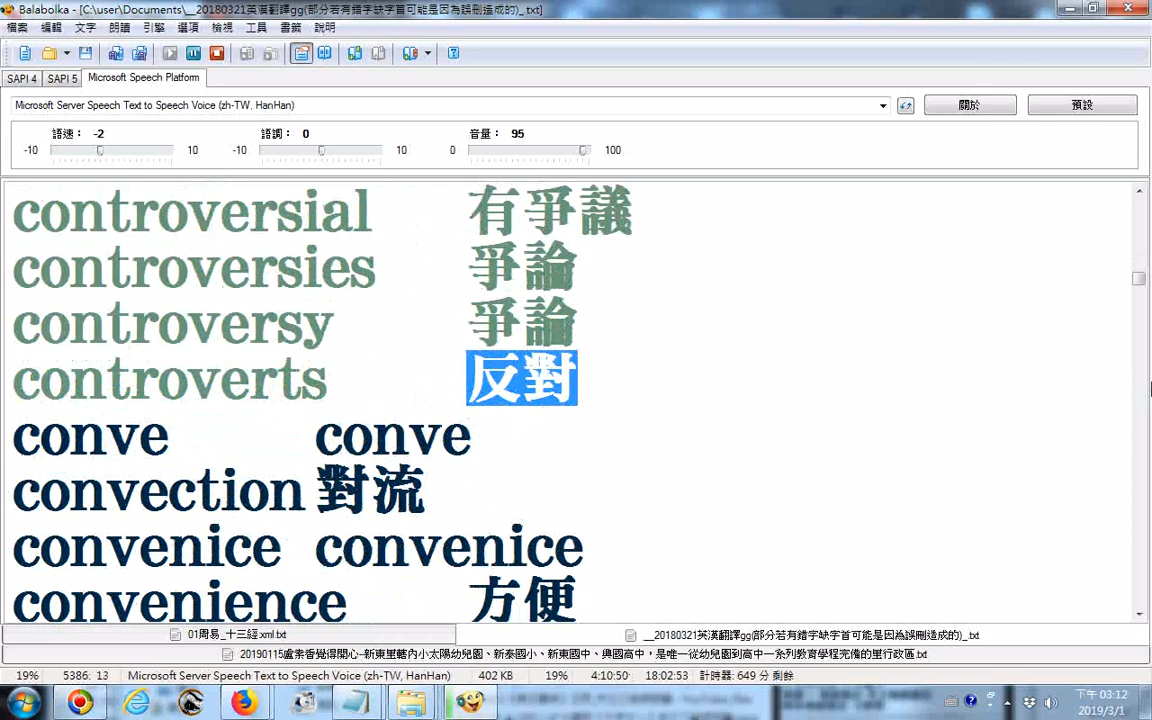 Balabolka - [C:\user\Documents\__20180321英漢翻譯gg(部分若有錯字缺字首可能是因為誤刪造成的)_.txt]
檔案 編輯 文字 朗讀 引擎 選項 檢視 工具 書籤 說明
SAPI 4 SAPI 5 Microsoft Speech Platform
Microsoft Server Speech Text to Speech Voice (zh-TW, HanHan) 關於 預設
語速： -2 語調： 0 音量： 95
-10 10 -10 10 0 100
controversial 有爭議
controversies 爭論
controversy 爭論
controverts 反對
conve conve
convection 對流
convenice convenice
convenience 方便
01周易_十三經.xml.txt __20180321英漢翻譯gg(部分若有錯字缺字首可能是因為誤刪造成的)_.txt
20190115盧素香覺得開心-新東里轄內小太陽幼兒園、新泰國小、新東國中、興國高中，是唯一從幼兒園到高中一系列教育學程完備的里行政區.txt
19% 5386: 13 Microsoft Server Speech Text to Speech Voice (zh-TW, HanHan) 402 KB 19% 4:10:50 18:02:53 計時器: 649 分 剩餘
下午 03:12
2019/3/1